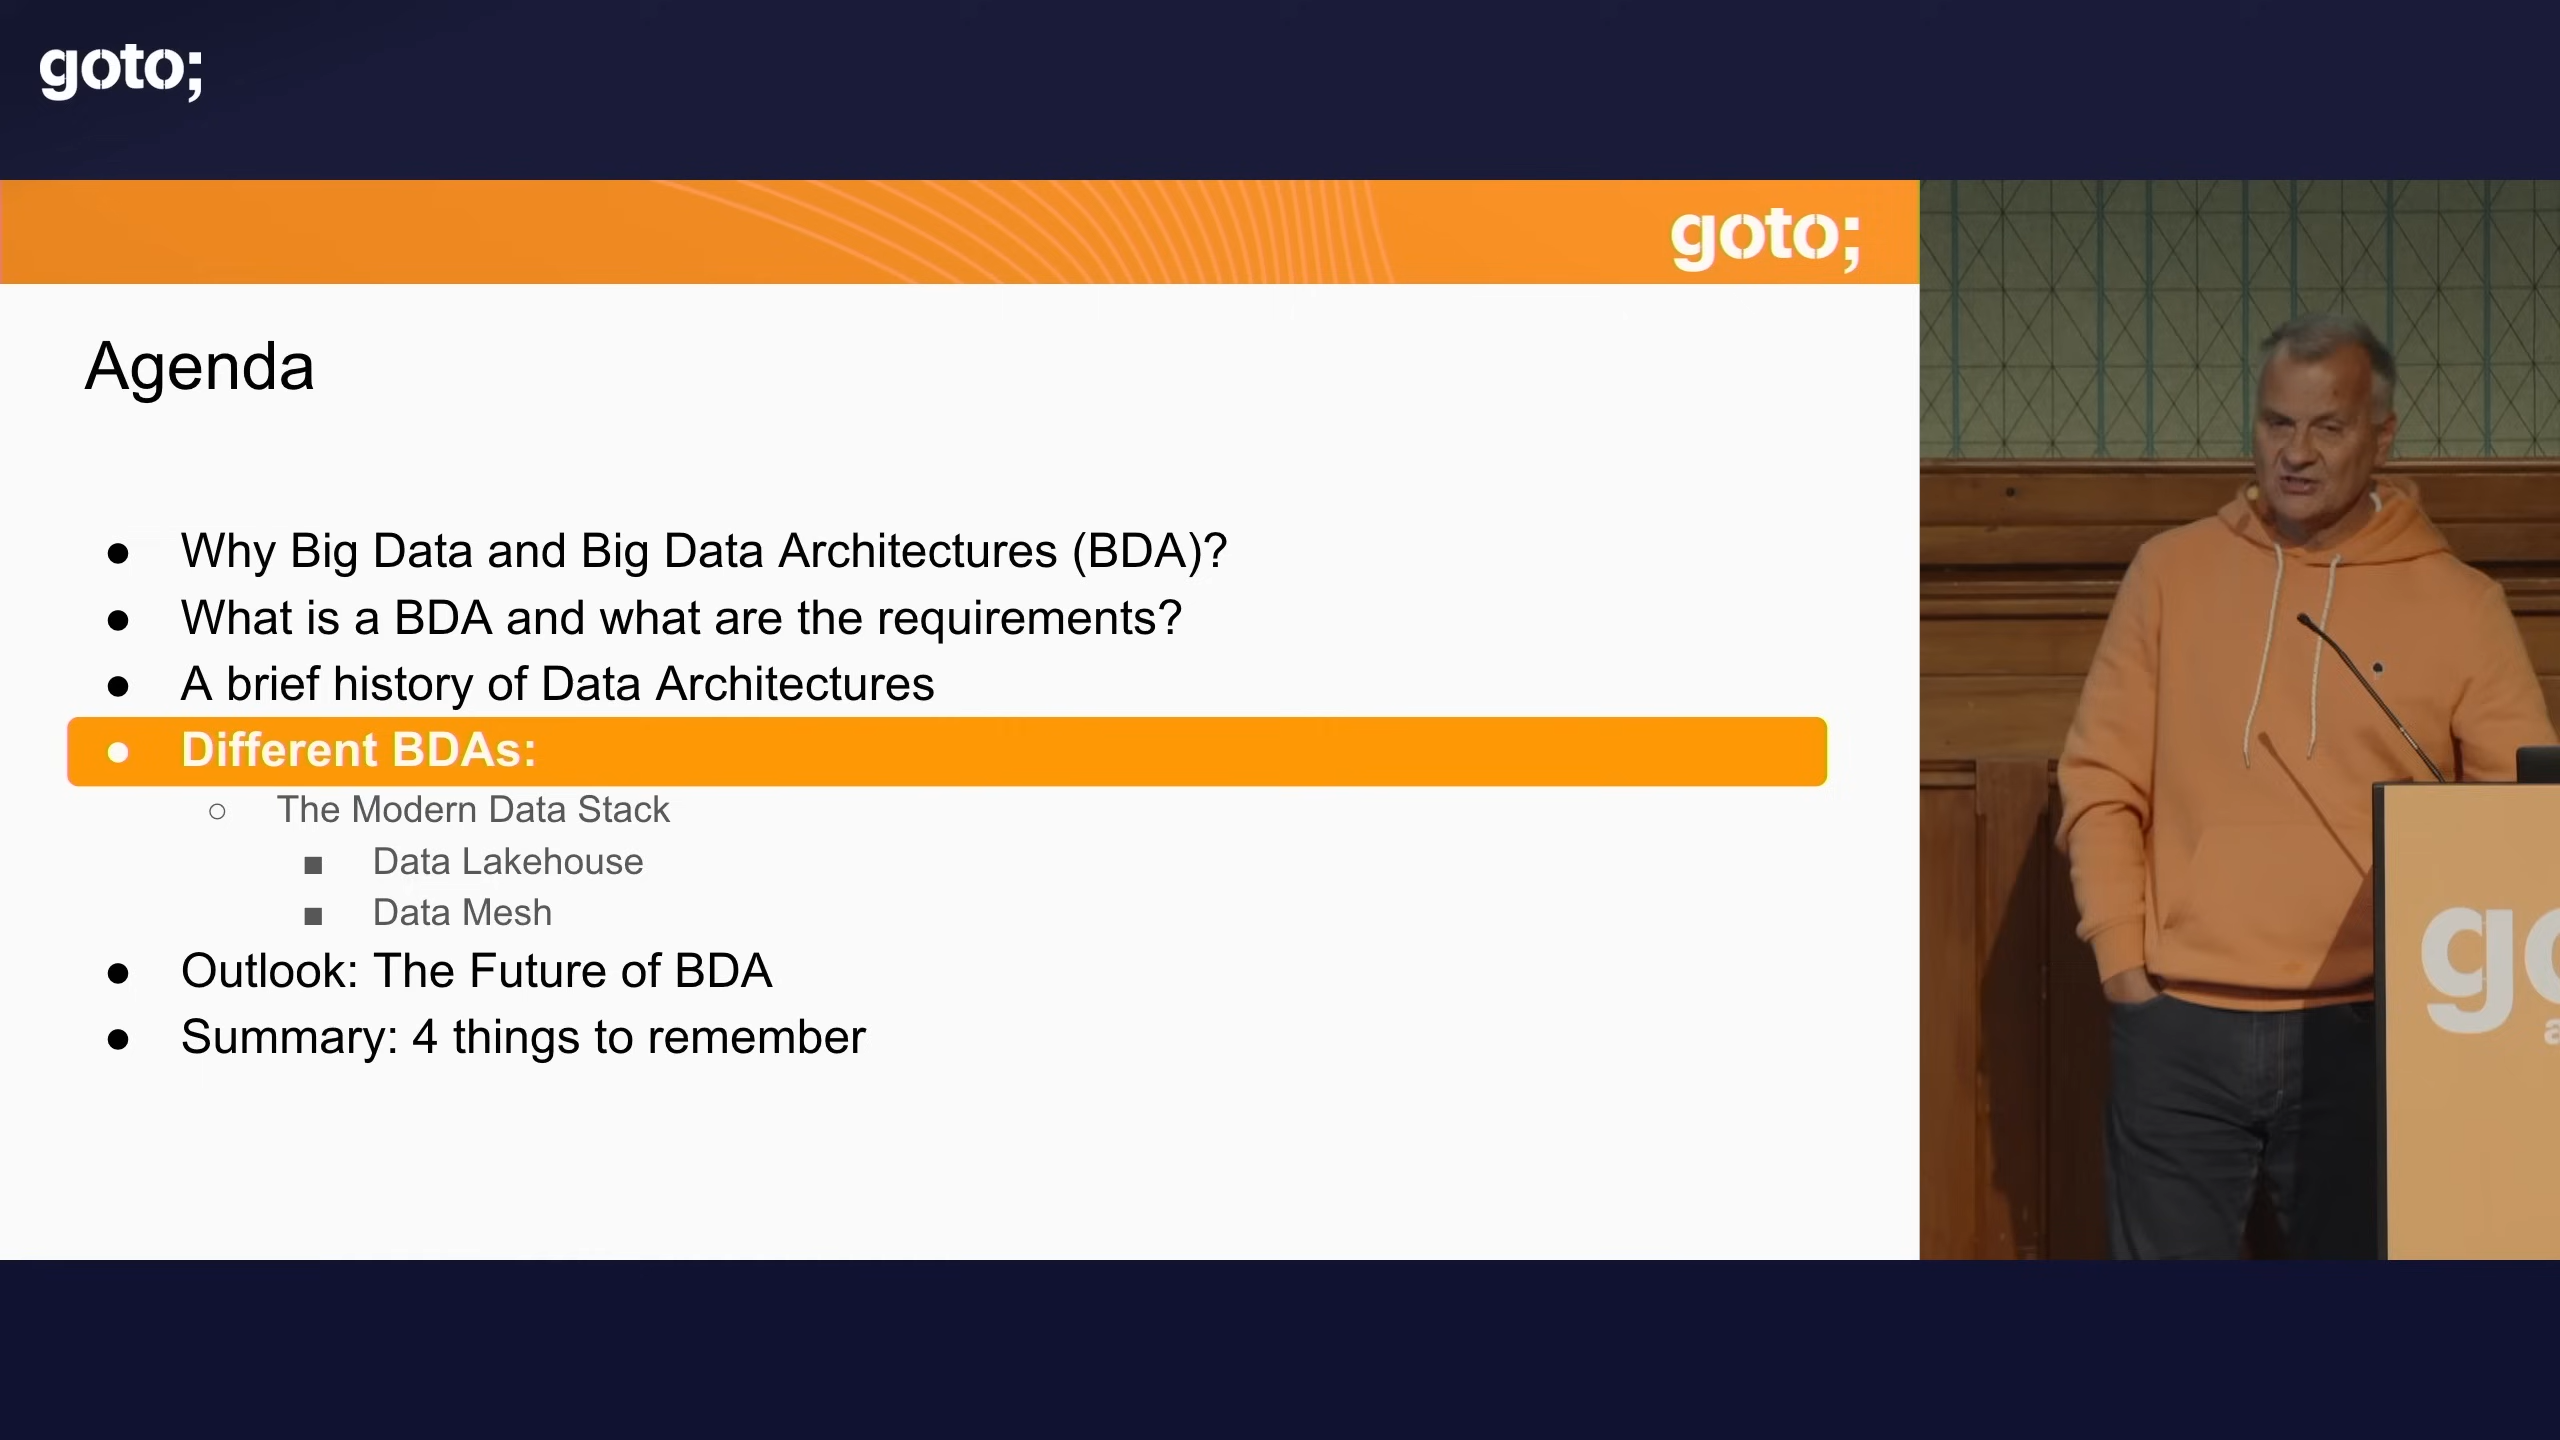 goto;
goto;
Agenda
● Why Big Data and Big Data Architectures (BDA)?
● What is a BDA and what are the requirements?
● A brief history of Data Architectures
● Different BDAs:
○ The Modern Data Stack
■ Data Lakehouse
■ Data Mesh
● Outlook: The Future of BDA
● Summary: 4 things to remember